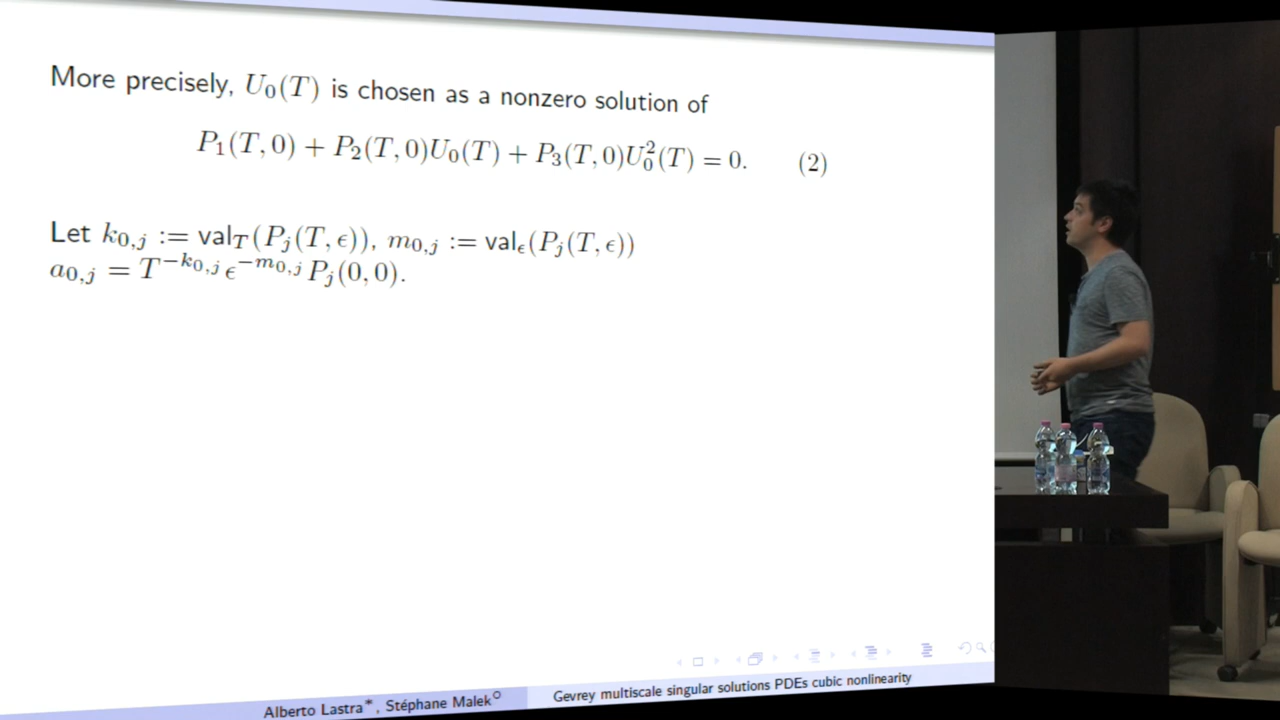 More precisely, U₀(T) is chosen as a nonzero solution of
P₁(T, 0) + P₂(T, 0)U₀(T) + P₃(T, 0)U₀²(T) = 0. (2)
Let k₀,ⱼ := val_T(Pⱼ(T, ϵ)), m₀,ⱼ := val_ϵ(Pⱼ(T, ϵ))
a₀,ⱼ = T^{−k₀,ⱼ} ϵ^{−m₀,ⱼ} Pⱼ(0, 0).
Alberto Lastra*, Stéphane Malek° Gevrey multiscale singular solutions PDEs cubic nonlinearity